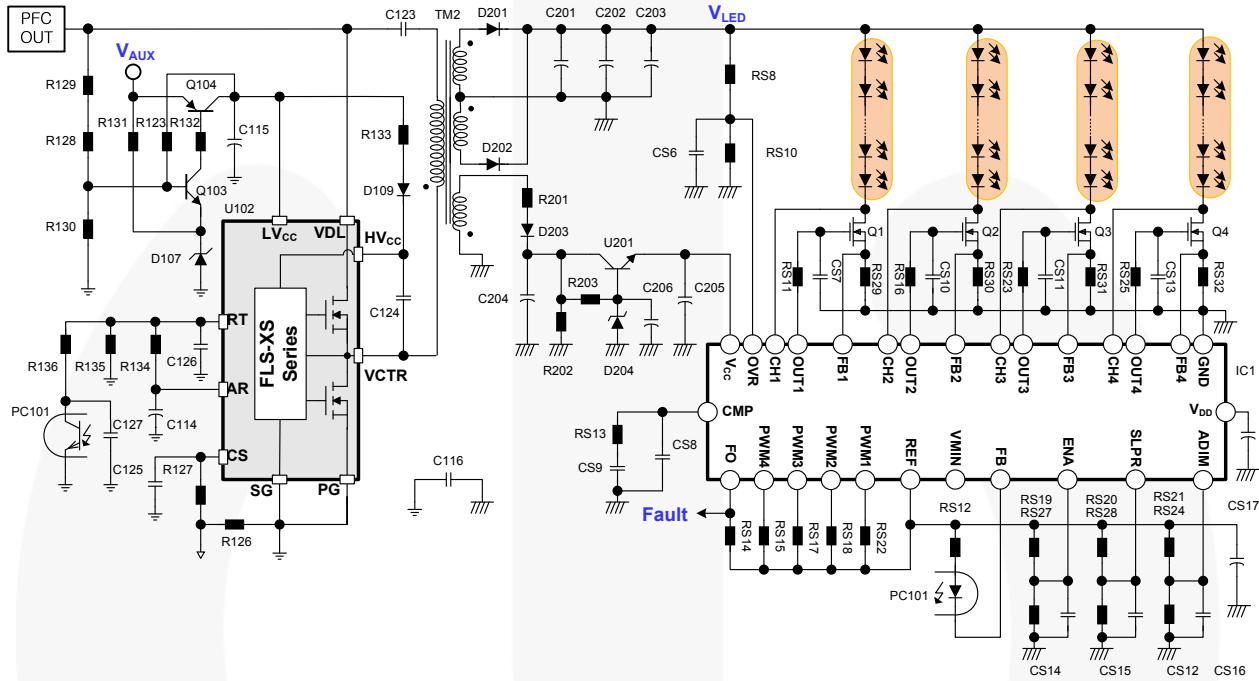 PFC OUT
C123
TM2
D201
C201
C202
C203
V_LED
V_AUX
R129
Q104
R131
R123
R132
C115
R133
R128
RS8
D202
CS6
RS10
Q103
D109
R201
R130
U102
LV_CC
VDL
HV_CC
D203
U201
Q1
Q2
Q3
Q4
D107
C204
R203
C206
C205
RS11
CS7
RS29
RS16
CS10
RS30
RS23
CS11
RS31
RS25
CS13
RS32
C124
RT
R136
R135
R134
C126
FLS-XS Series
VCTR
R202
D204
V_CC
OVR
CH1
OUT1
FB1
CH2
OUT2
FB2
CH3
OUT3
FB3
CH4
OUT4
FB4
GND
IC1
AR
PC101
C127
C114
CMP
V_DD
RS13
CS8
CS9
FO
PWM4
PWM3
PWM2
PWM1
REF
VMIN
FB
ENA
SLPR
ADIM
CS
C125
R127
SG
PG
C116
R126
Fault
RS14
RS15
RS17
RS18
RS22
RS12
RS19
RS27
RS20
RS28
RS21
RS24
CS17
PC101
CS14
CS15
CS12
CS16